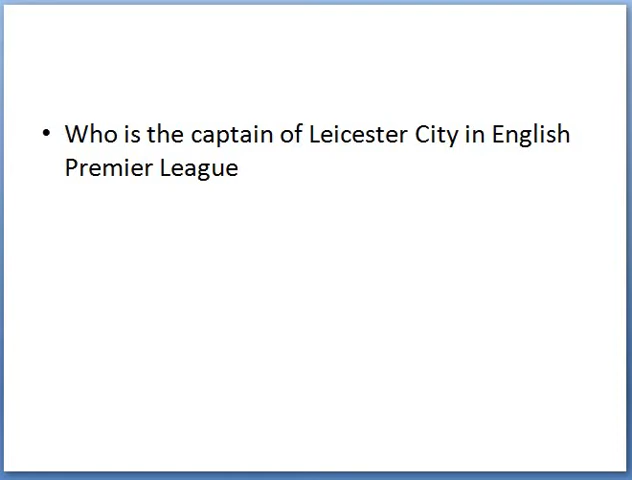 • Who is the captain of Leicester City in English
Premier League